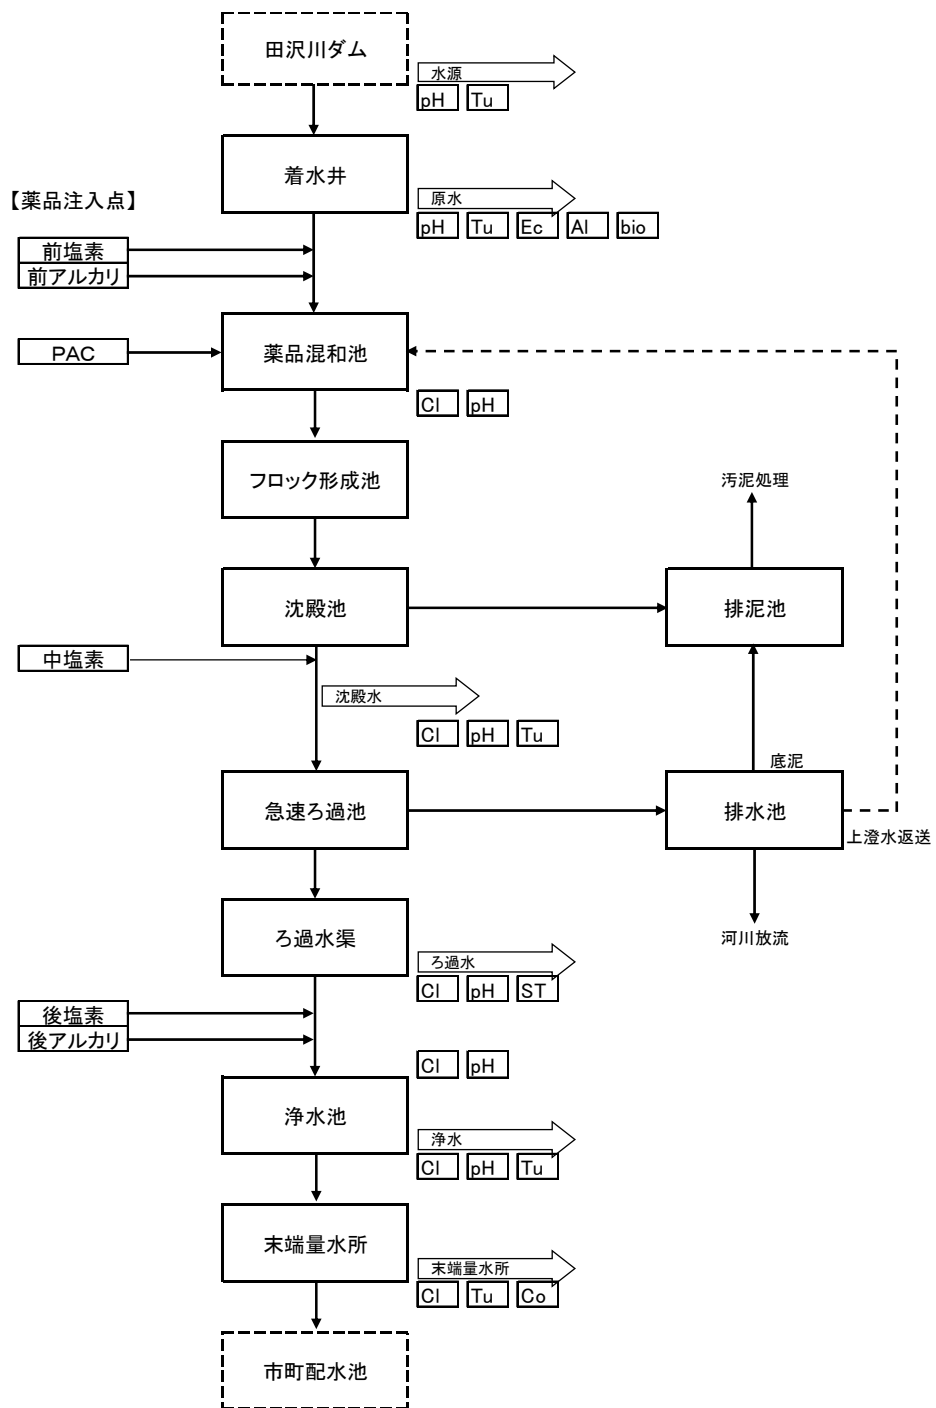 田沢川ダム
水源
pH Tu
着水井
原水
pH Tu Ec Al bio
【薬品注入点】
前塩素
前アルカリ
PAC
薬品混和池
Cl pH
フロック形成池
汚泥処理
沈殿池
排泥池
中塩素
沈殿水
Cl pH Tu
底泥
急速ろ過池
排水池
上澄水返送
ろ過水渠
河川放流
ろ過水
Cl pH ST
後塩素
後アルカリ
Cl pH
浄水池
浄水
Cl pH Tu
末端量水所
末端量水所
Cl Tu Co
市町配水池